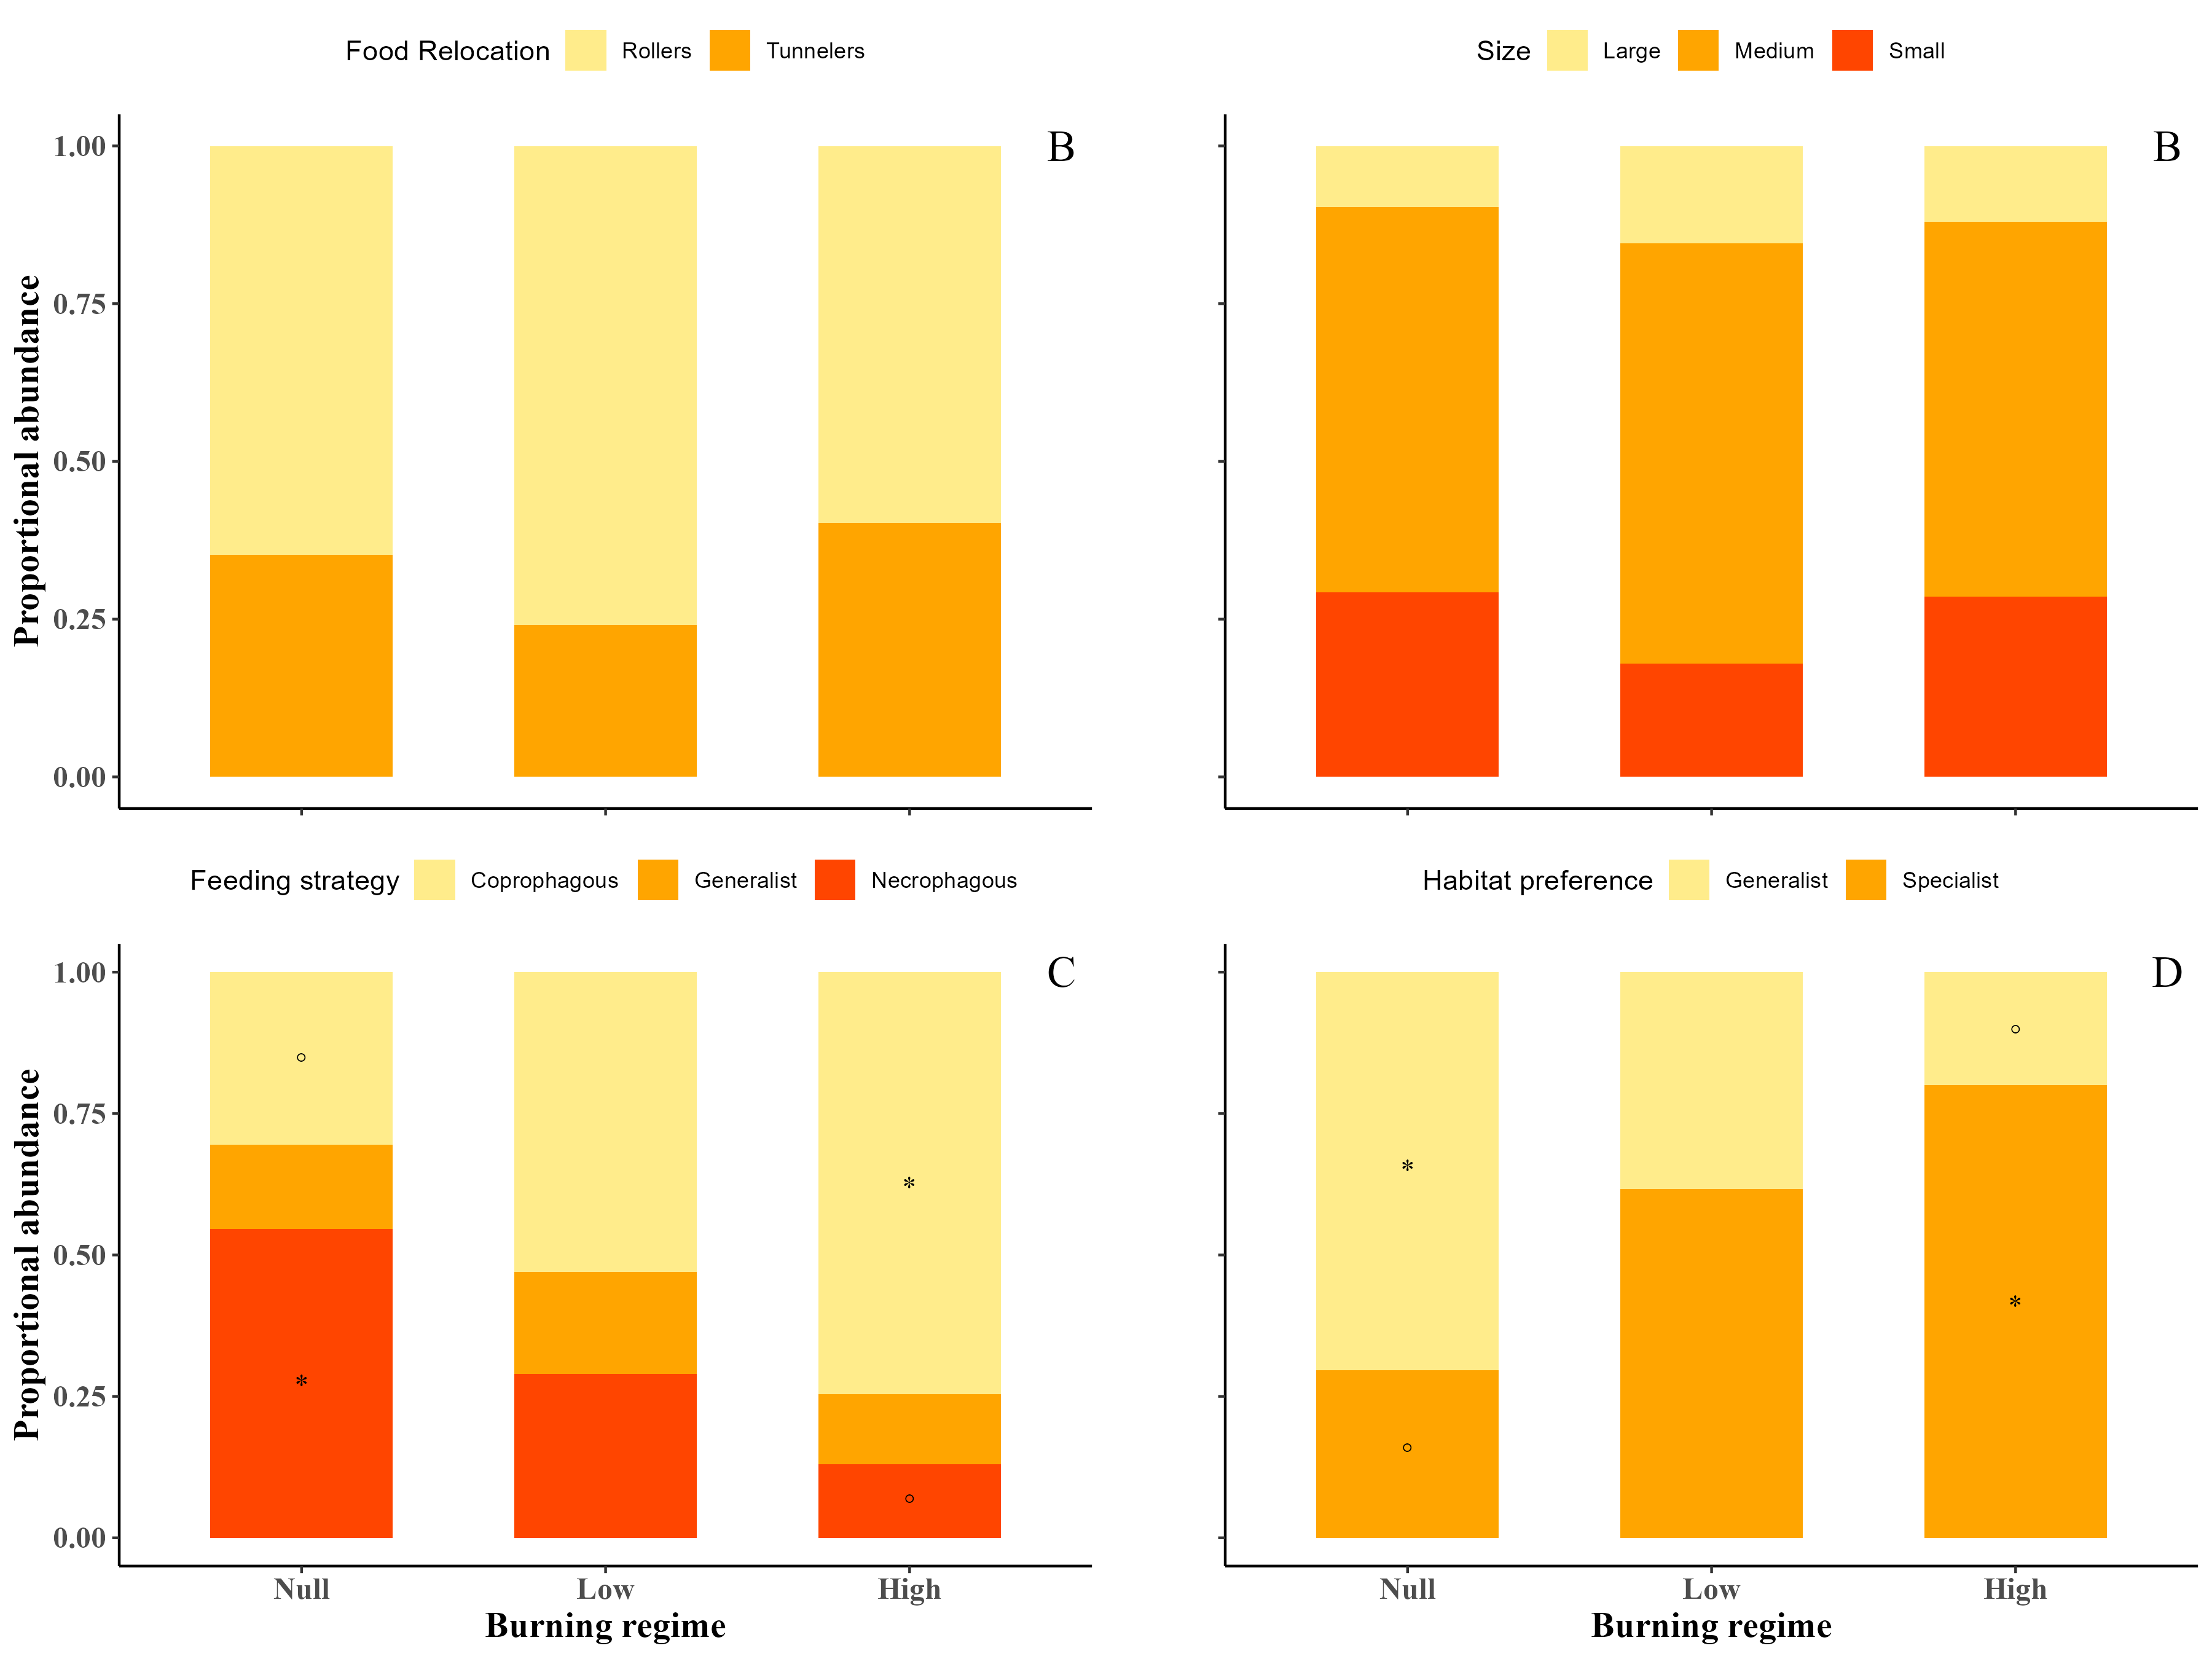 Food Relocation Rollers Tunnelers
Size Large Medium Small
B
B
1.00
0.75
0.50
0.25
0.00
Proportional abundance
Feeding strategy Coprophagous Generalist Necrophagous
Habitat preference Generalist Specialist
C
D
1.00
0.75
0.50
0.25
0.00
Proportional abundance
*
*
*
*
Null Low High
Burning regime
Null Low High
Burning regime